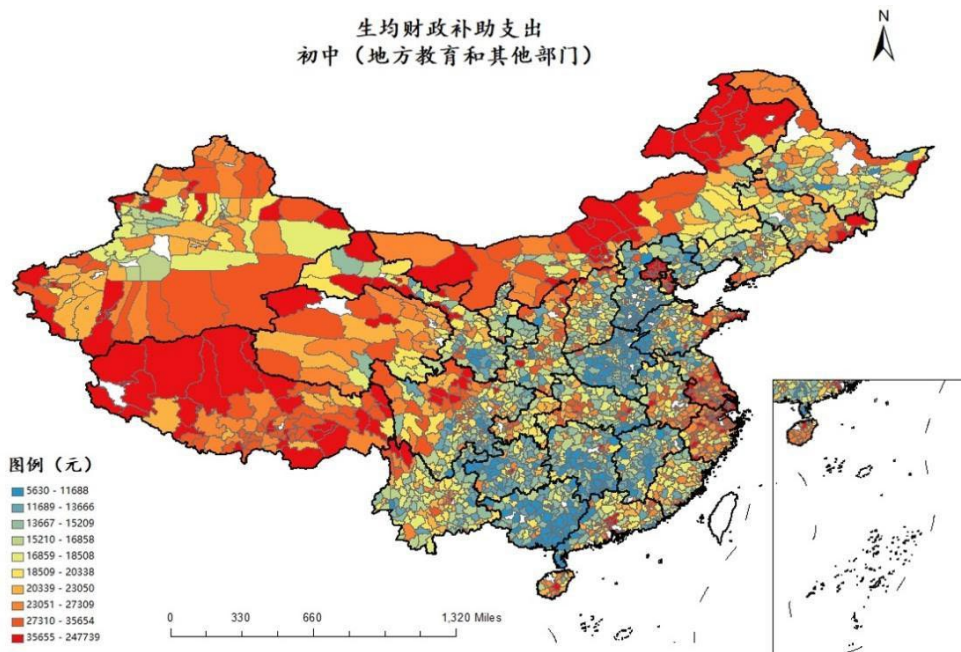 生均财政补助支出
初中（地方教育和其他部门）
N
图例（元）
5630 - 11688
11689 - 13666
13667 - 15209
15210 - 16858
16859 - 18508
18509 - 20338
20339 - 23050
23051 - 27309
27310 - 35654
35655 - 247739
0 330 660 1,320 Miles